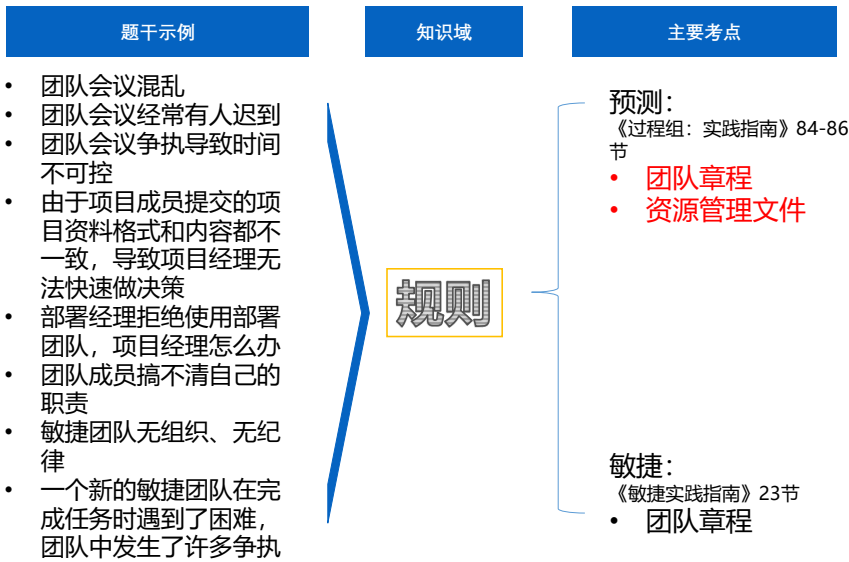 题干示例
知识域
主要考点
• 团队会议混乱
• 团队会议经常有人迟到
• 团队会议争执导致时间
不可控
• 由于项目成员提交的项
目资料格式和内容都不
一致，导致项目经理无
法快速做决策
• 部署经理拒绝使用部署
团队，项目经理怎么办
• 团队成员搞不清自己的
职责
• 敏捷团队无组织、无纪
律
• 一个新的敏捷团队在完
成任务时遇到了困难，
团队中发生了许多争执
规则
预测：
《过程组：实践指南》84-86
节
• 团队章程
• 资源管理文件
敏捷：
《敏捷实践指南》23节
• 团队章程